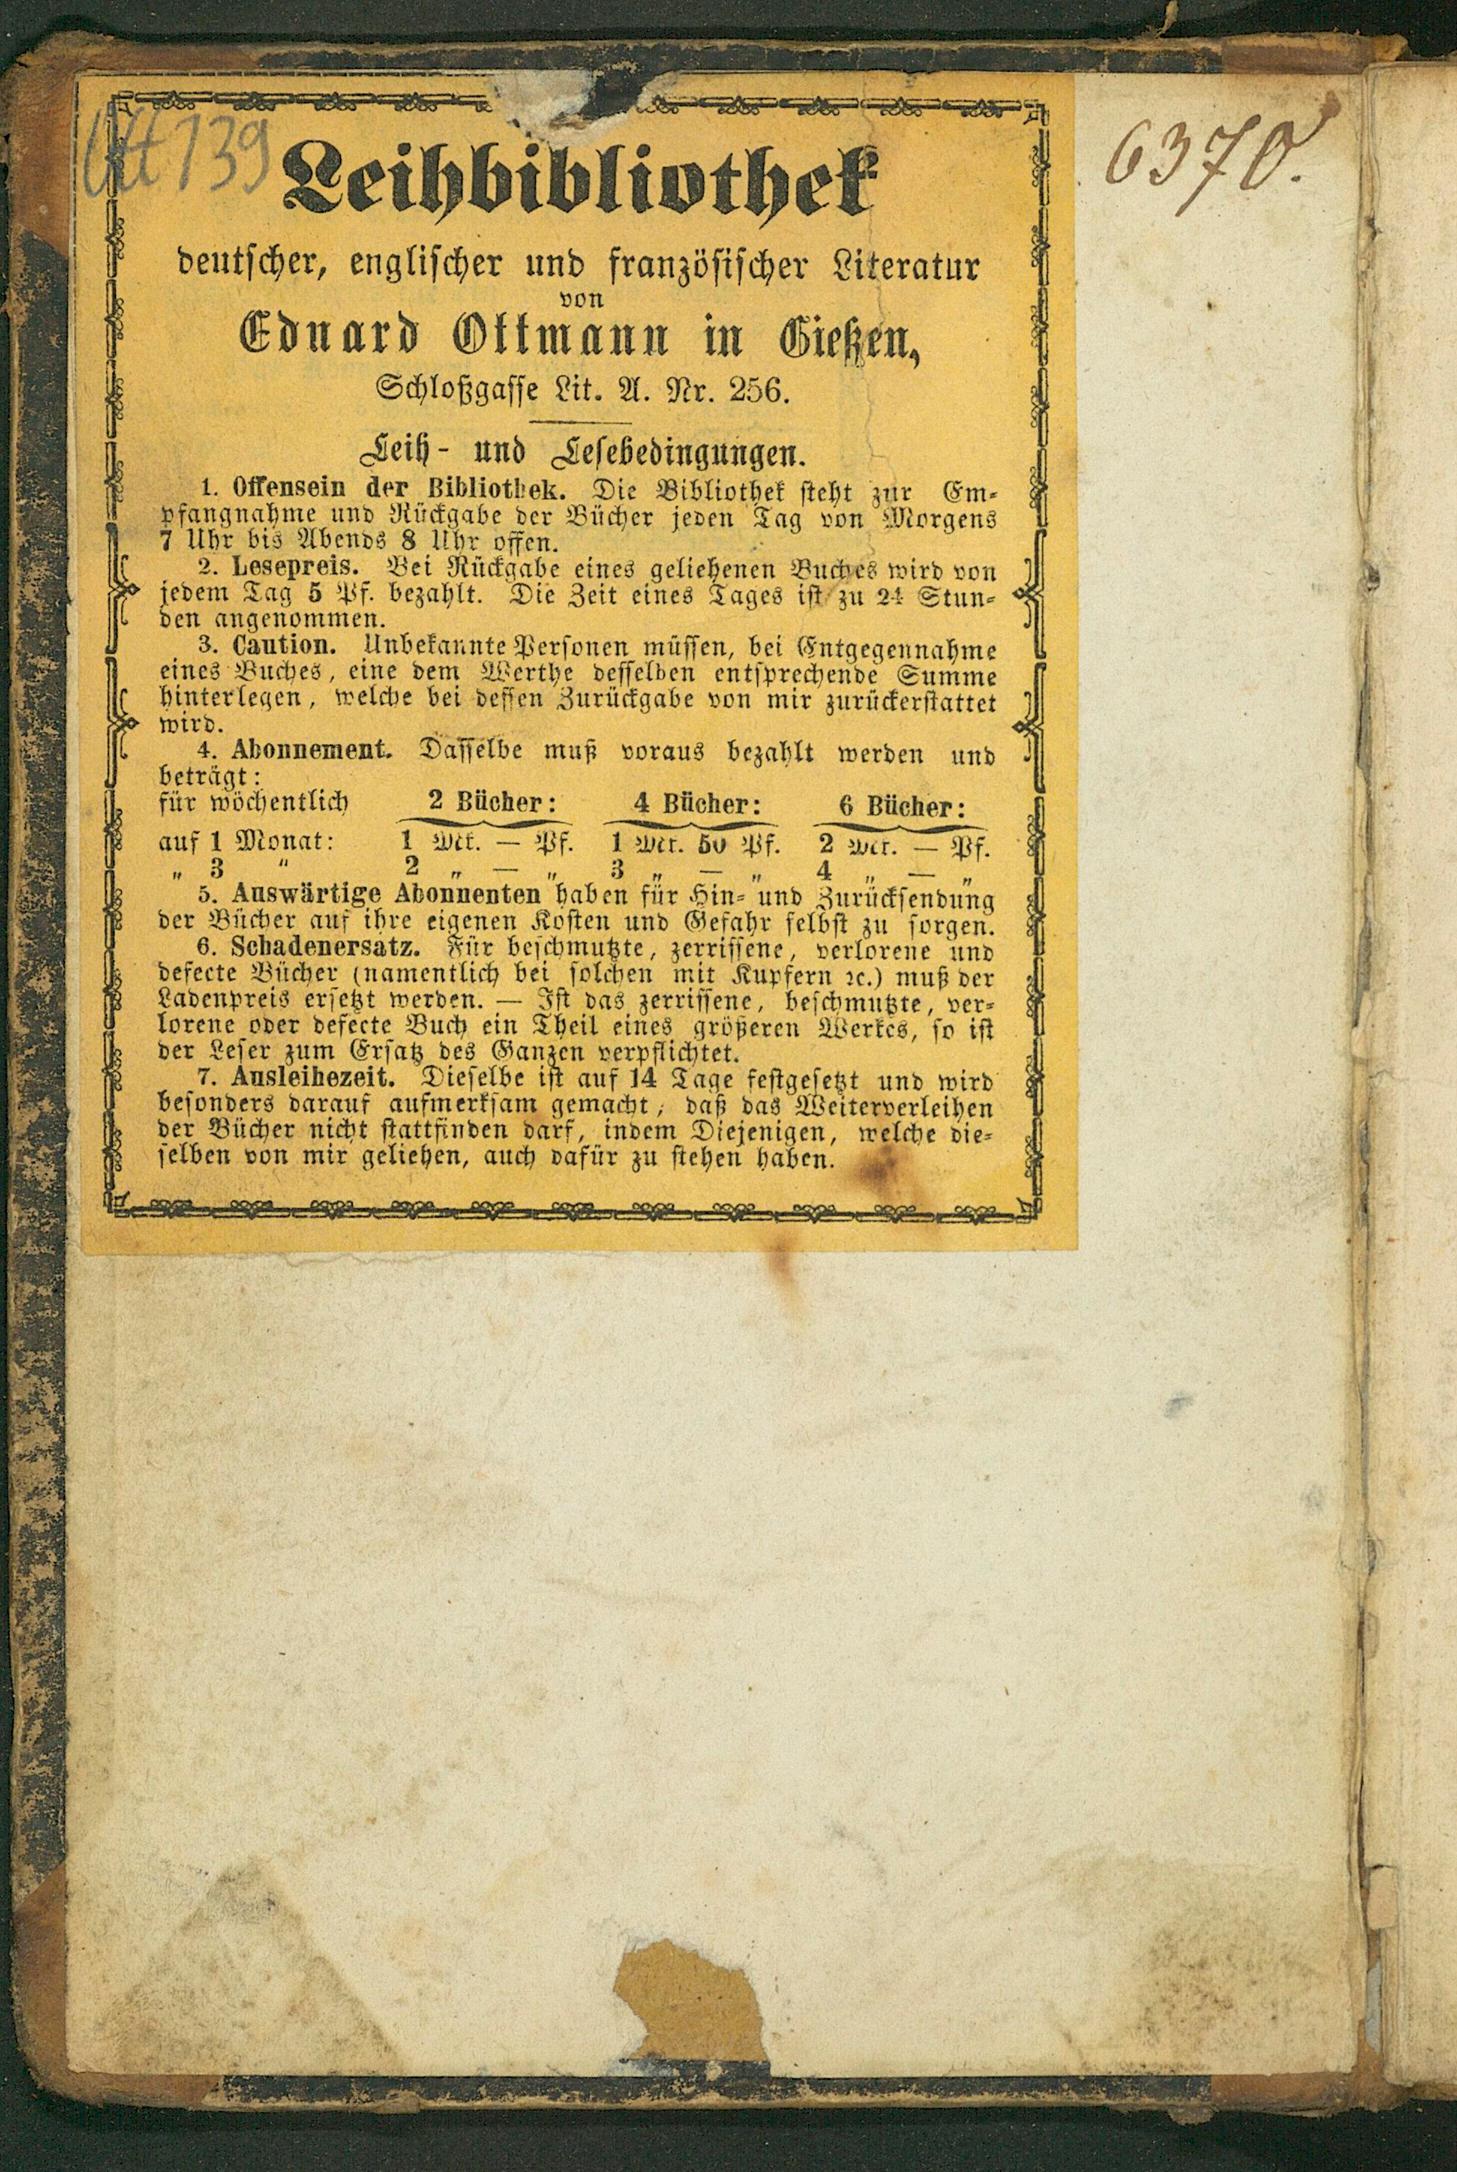 Ott 139
6370.
Leihbibliothek
deutscher, englischer und französischer Literatur
von
Eduard Ottmann in Gießen,
Schloßgasse Lit. A. Nr. 256.
Leih- und Lesebedingungen.
1. Offensein der Bibliothek. Die Bibliothek steht zur Em-
pfangnahme und Rückgabe der Bücher jeden Tag von Morgens
7 Uhr bis Abends 8 Uhr offen.
2. Lesepreis. Bei Rückgabe eines geliehenen Buches wird von
jedem Tag 5 Pf. bezahlt. Die Zeit eines Tages ist zu 24 Stun-
den angenommen.
3. Caution. Unbekannte Personen müssen, bei Entgegennahme
eines Buches, eine dem Werthe desselben entsprechende Summe
hinterlegen, welche bei dessen Zurückgabe von mir zurückerstattet
wird.
4. Abonnement. Dasselbe muß voraus bezahlt werden und
beträgt:
für wöchentlich 2 Bücher: 4 Bücher: 6 Bücher:
auf 1 Monat: 1 Mk. — Pf. 1 Mk. 50 Pf. 2 Mk. — Pf.
„ 3 " 2 „ — „ 3 „ — „ 4 „ — „
5. Auswärtige Abonnenten haben für Hin- und Zurücksendung
der Bücher auf ihre eigenen Kosten und Gefahr selbst zu sorgen.
6. Schadenersatz. Für beschmutzte, zerrissene, verlorene und
defecte Bücher (namentlich bei solchen mit Kupfern ꝛc.) muß der
Ladenpreis ersetzt werden. — Ist das zerrissene, beschmutzte, ver-
lorene oder defecte Buch ein Theil eines größeren Werkes, so ist
der Leser zum Ersatz des Ganzen verpflichtet.
7. Ausleihezeit. Dieselbe ist auf 14 Tage festgesetzt und wird
besonders darauf aufmerksam gemacht, daß das Weiterverleihen
der Bücher nicht stattfinden darf, indem Diejenigen, welche die-
selben von mir geliehen, auch dafür zu stehen haben.